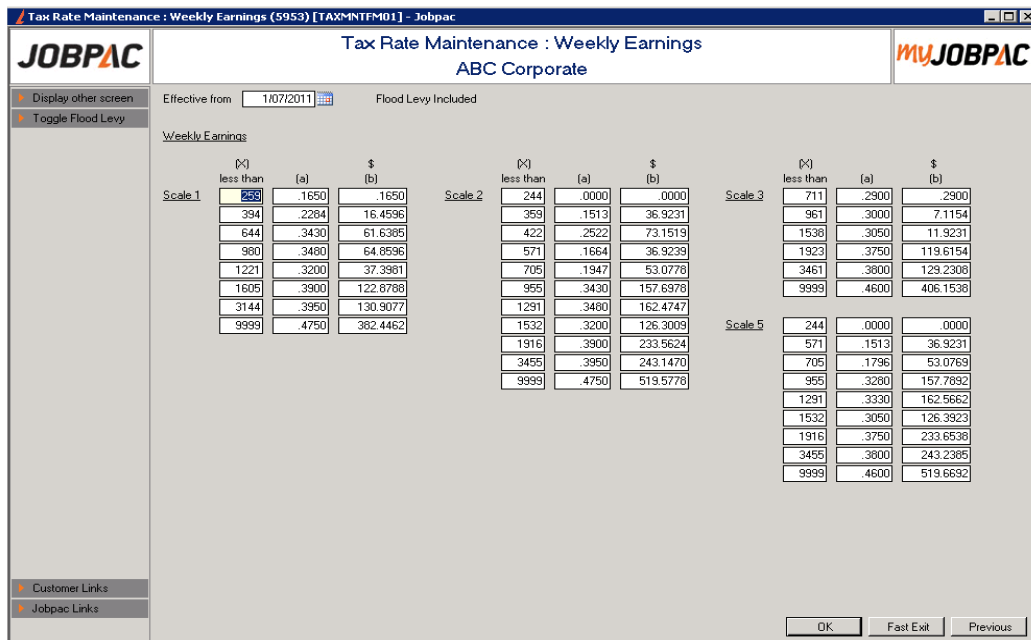 Tax Rate Maintenance : Weekly Earnings (5953) [TAXMNTFM01] - Jobpac
JOBPAC
Tax Rate Maintenance : Weekly Earnings
ABC Corporate
myJOBPAC
Display other screen
Toggle Flood Levy
Effective from 1/07/2011 Flood Levy Included
Weekly Earnings
(X) $ (X) $ (X) $
less than (a) (b) less than (a) (b) less than (a) (b)
Scale 1 259 .1650 .1650 Scale 2 244 .0000 .0000 Scale 3 711 .2900 .2900
394 .2284 16.4596 359 .1513 36.9231 961 .3000 7.1154
644 .3430 61.6385 422 .2522 73.1519 1538 .3050 11.9231
980 .3480 64.8596 571 .1664 36.9239 1923 .3750 119.6154
1221 .3200 37.3981 705 .1947 53.0778 3461 .3800 129.2308
1605 .3900 122.8788 955 .3430 157.6978 9999 .4600 406.1538
3144 .3950 130.9077 1291 .3480 162.4747
9999 .4750 382.4462 1532 .3200 126.3009 Scale 5 244 .0000 .0000
1916 .3900 233.5624 571 .1513 36.9231
3455 .3950 243.1470 705 .1796 53.0769
9999 .4750 519.5778 955 .3280 157.7892
1291 .3330 162.5662
1532 .3050 126.3923
1916 .3750 233.6538
3455 .3800 243.2385
9999 .4600 519.6692
Customer Links
Jobpac Links
OK Fast Exit Previous